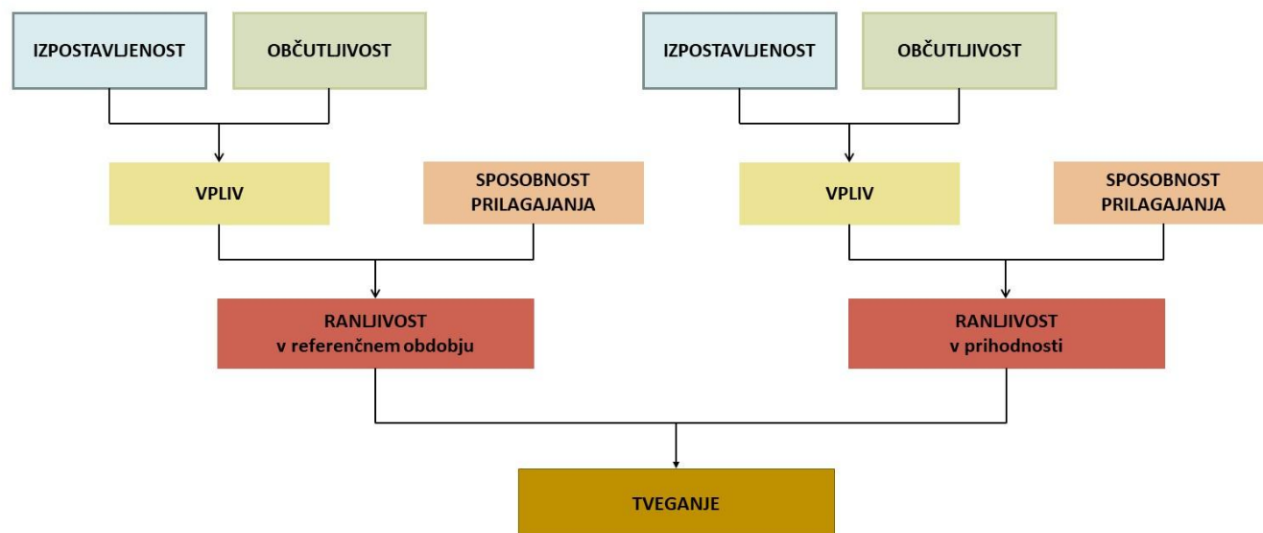 IZPOSTAVLJENOST
OBČUTLJIVOST
IZPOSTAVLJENOST
OBČUTLJIVOST
VPLIV
SPOSOBNOST
PRILAGAJANJA
VPLIV
SPOSOBNOST
PRILAGAJANJA
RANLJIVOST
v referenčnem obdobju
RANLJIVOST
v prihodnosti
TVEGANJE